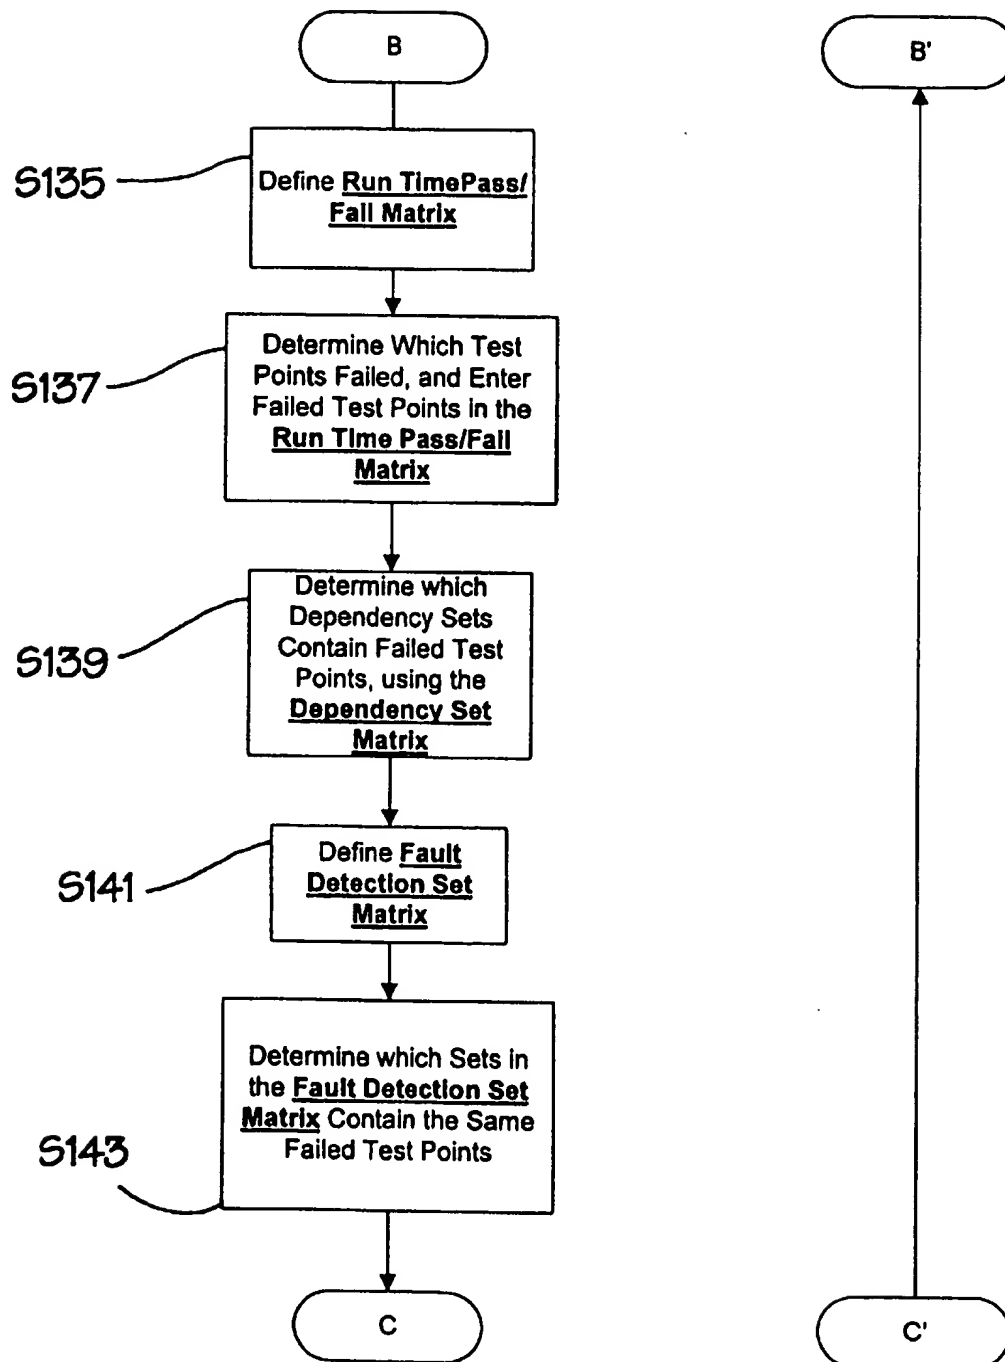 B
B'
S135
Define Run TimePass/
Fail Matrix
S137
Determine Which Test
Points Failed, and Enter
Failed Test Points in the
Run Time Pass/Fail
Matrix
S139
Determine which
Dependency Sets
Contain Failed Test
Points, using the
Dependency Set
Matrix
S141
Define Fault
Detection Set
Matrix
S143
Determine which Sets in
the Fault Detection Set
Matrix Contain the Same
Failed Test Points
C
C'